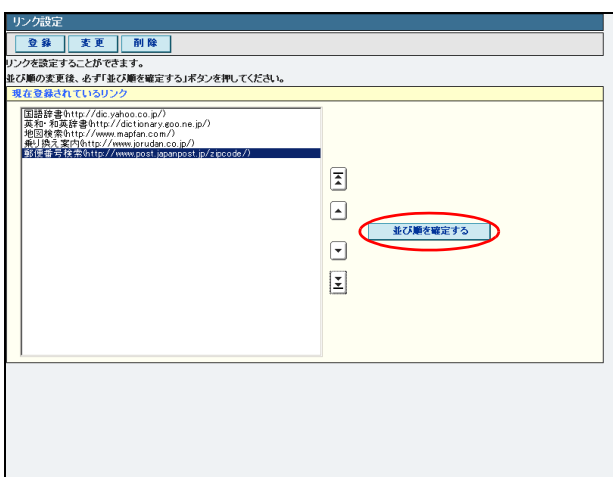 リンク設定
登録 変更 削除
リンクを設定することができます。
並び順の変更後、必ず「並び順を確定する」ボタンを押してください。
現在登録されているリンク
国語辞書(http://dic.yahoo.co.jp/)
英和・和英辞書(http://dictionary.goo.ne.jp/)
地図検索(http://www.mapfan.com/)
乗り換え案内(http://www.jorudan.co.jp/)
郵便番号検索(http://www.post.japanpost.jp/zipcode/)
並び順を確定する